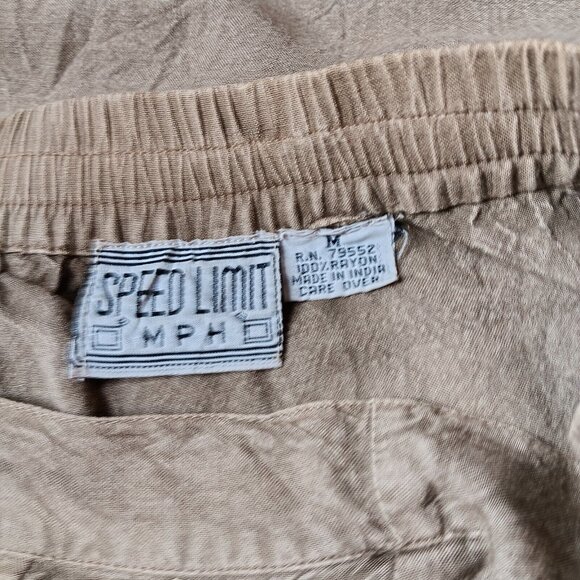 SPEED LIMIT
MPH
M
R.N. 79552
100% RAYON
MADE IN INDIA
CARE OVER